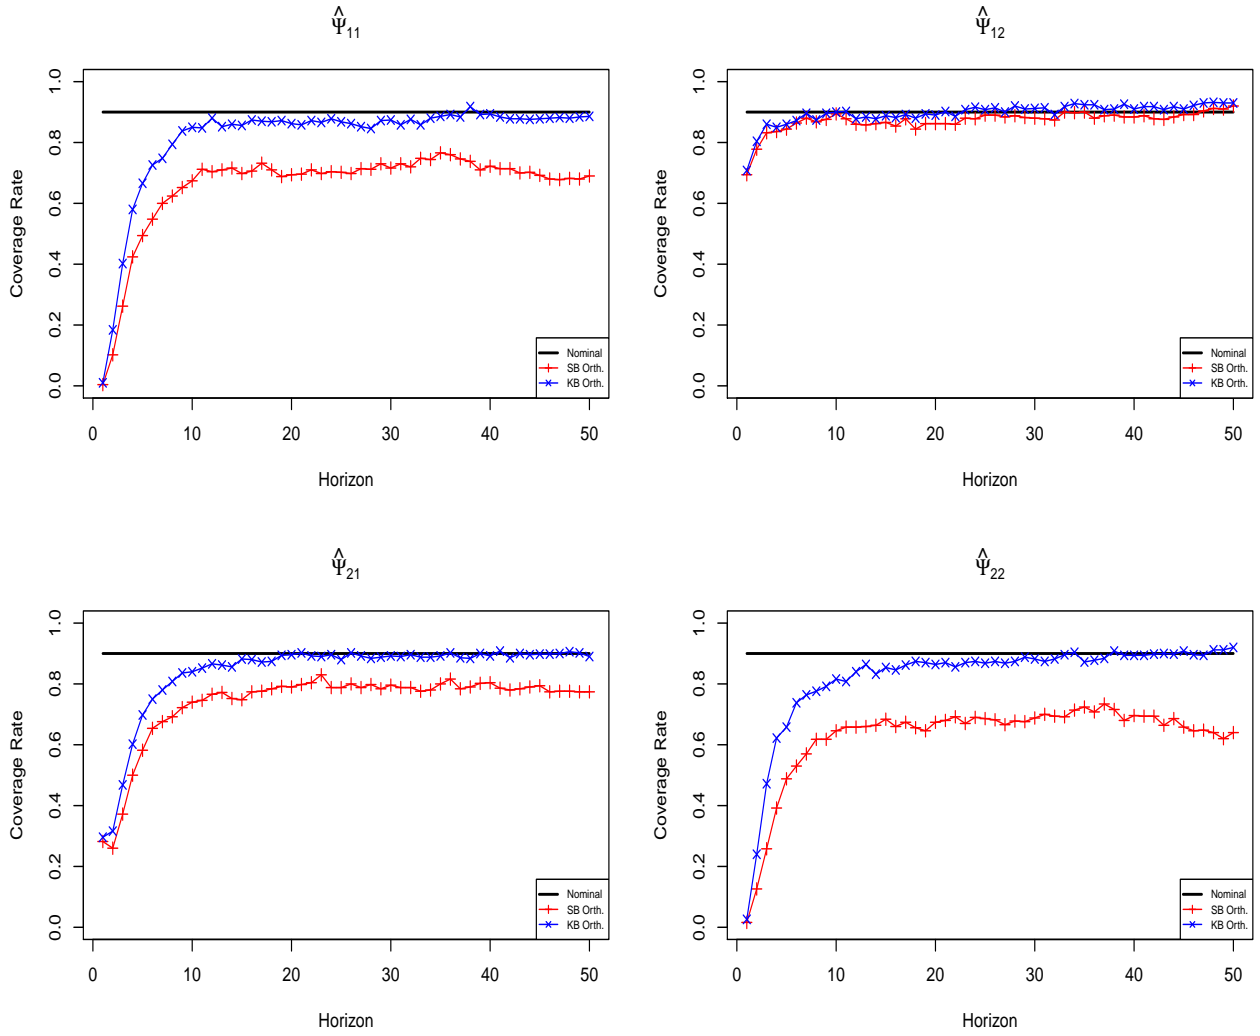 Ψ̂11
Coverage Rate
1.0
0.8
0.6
0.4
0.2
0.0
Nominal
SB Orth.
KB Orth.
0 10 20 30 40 50
Horizon
Ψ̂12
Coverage Rate
1.0
0.8
0.6
0.4
0.2
0.0
Nominal
SB Orth.
KB Orth.
0 10 20 30 40 50
Horizon
Ψ̂21
Coverage Rate
1.0
0.8
0.6
0.4
0.2
0.0
Nominal
SB Orth.
KB Orth.
0 10 20 30 40 50
Horizon
Ψ̂22
Coverage Rate
1.0
0.8
0.6
0.4
0.2
0.0
Nominal
SB Orth.
KB Orth.
0 10 20 30 40 50
Horizon